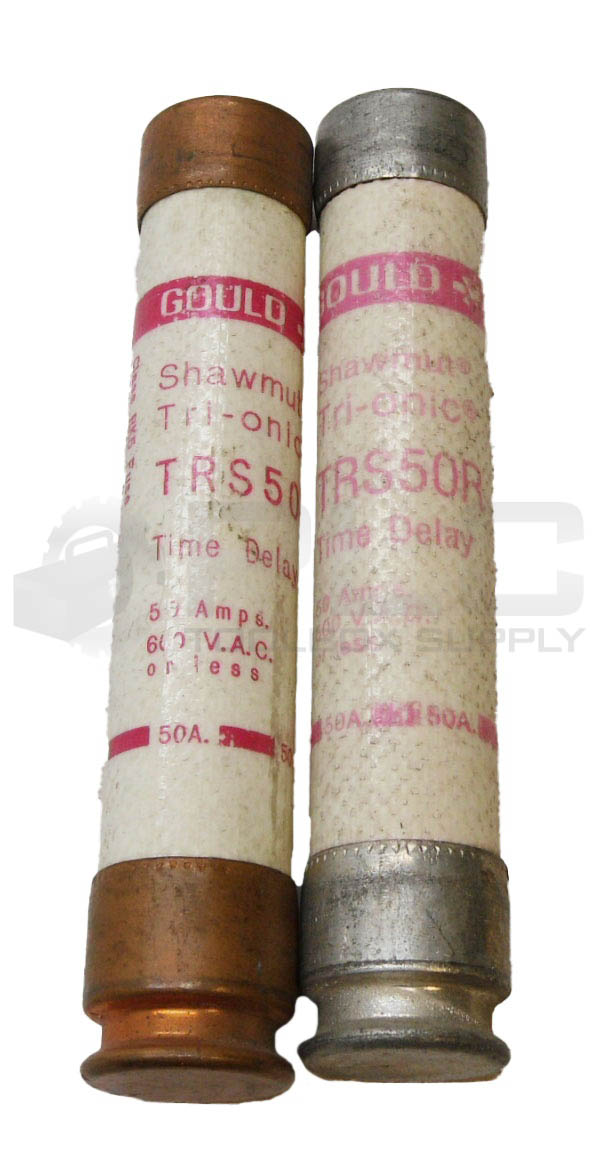 GOULD
Shawmut
Tri-onic
TRS50
Time Delay
50 Amps.
600 V.A.C.
or less
50A.
GOULD
Shawmut®
Tri-onic®
TRS50R
Time Delay
50A. 50A.
SUPPLY